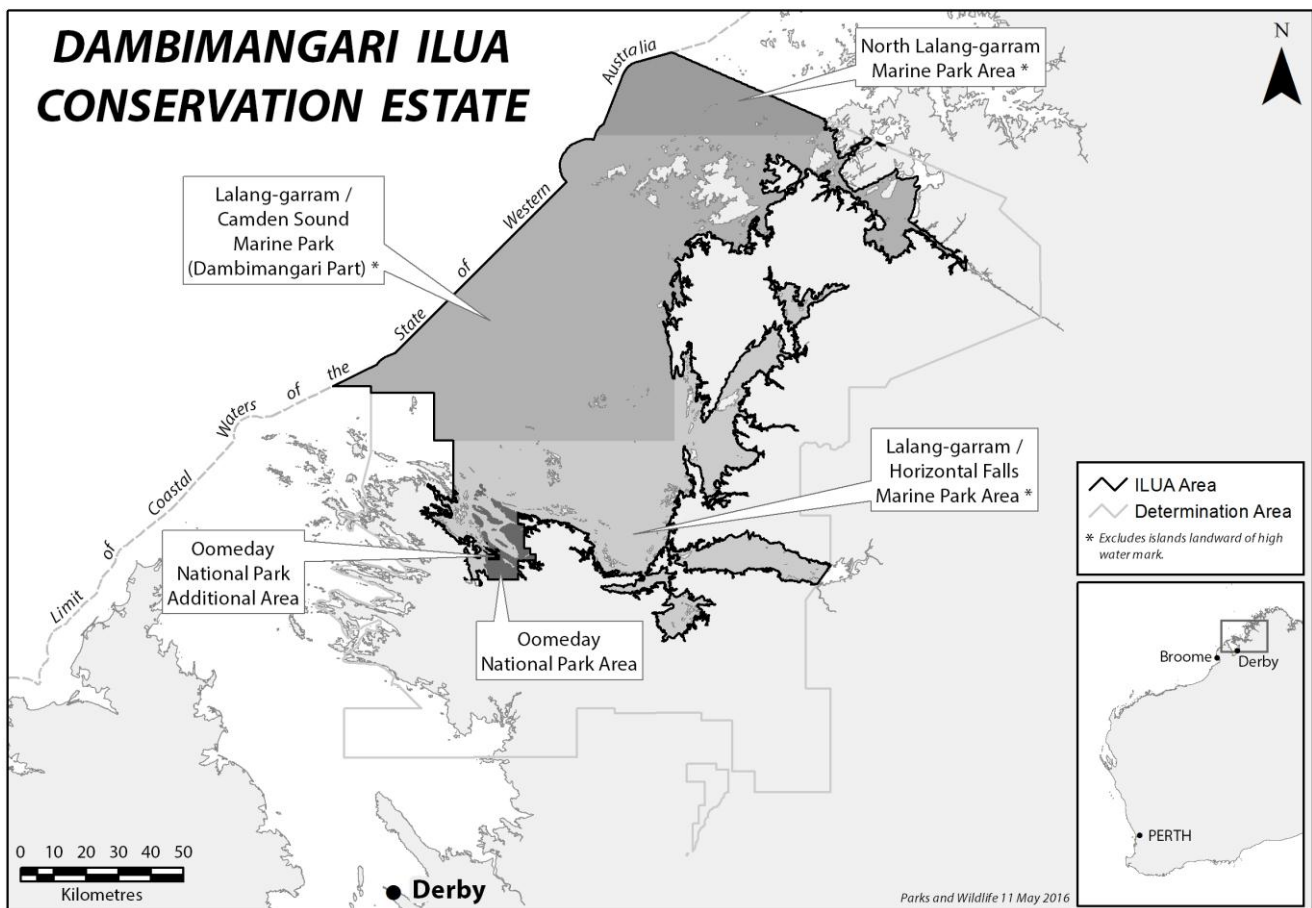 DAMBIMANGARI ILUA
CONSERVATION ESTATE
North Lalang-garram
Marine Park Area *
N
Lalang-garram /
Camden Sound
Marine Park
(Dambimangari Part) *
Limit of Coastal Waters of the State of Western Australia
Lalang-garram /
Horizontal Falls
Marine Park Area *
Oomeday
National Park
Additional Area
Oomeday
National Park Area
ILUA Area
Determination Area
* Excludes islands landward of high
water mark.
Broome
Derby
PERTH
0 10 20 30 40 50
Kilometres
Derby
Parks and Wildlife 11 May 2016